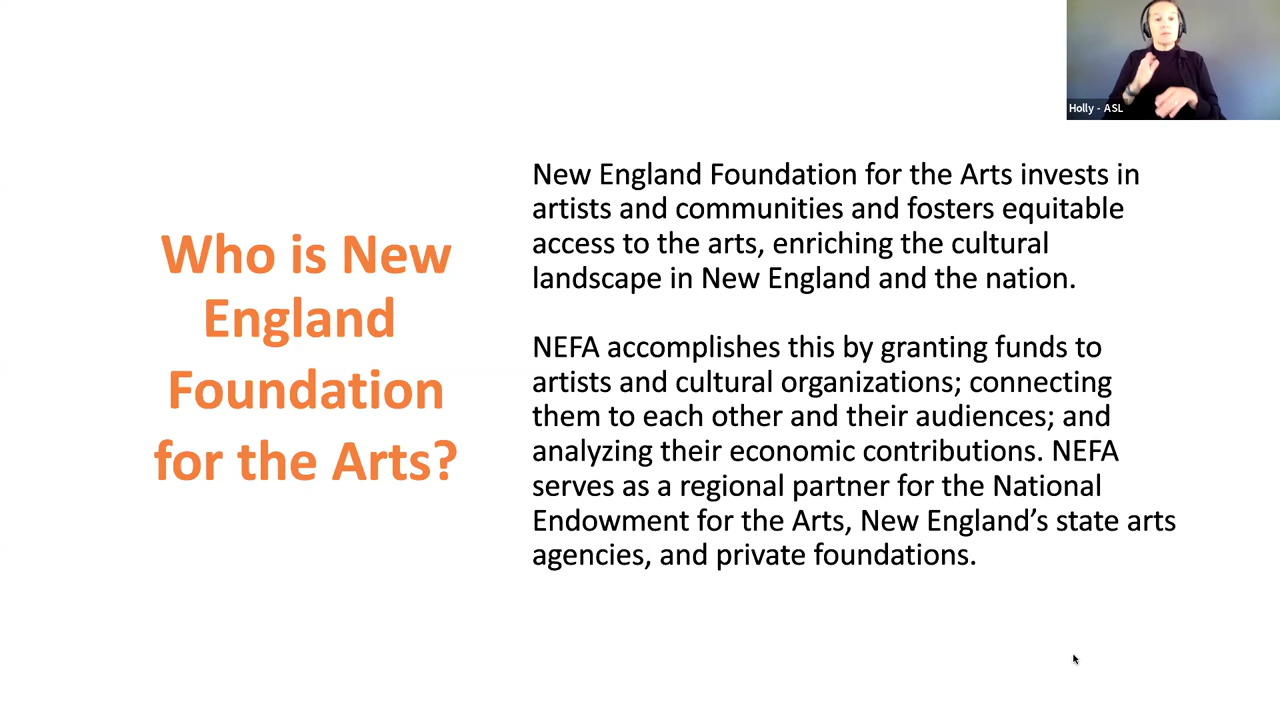 Holly - ASL
Who is New
England
Foundation
for the Arts?
New England Foundation for the Arts invests in
artists and communities and fosters equitable
access to the arts, enriching the cultural
landscape in New England and the nation.
NEFA accomplishes this by granting funds to
artists and cultural organizations; connecting
them to each other and their audiences; and
analyzing their economic contributions. NEFA
serves as a regional partner for the National
Endowment for the Arts, New England’s state arts
agencies, and private foundations.